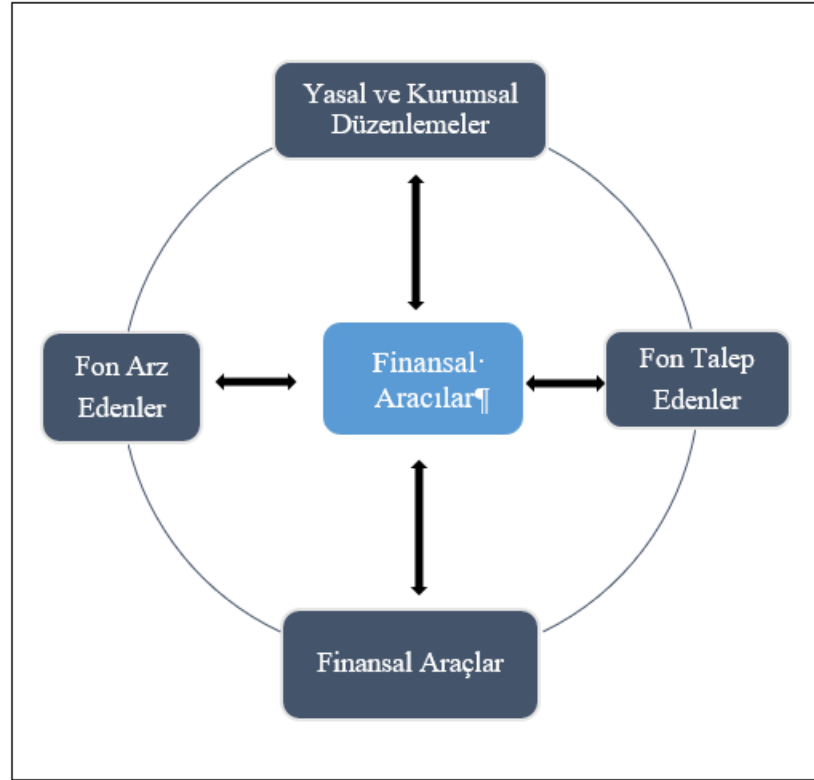 Yasal ve Kurumsal
Düzenlemeler
Fon Arz
Edenler
Finansal·
Aracılar¶
Fon Talep
Edenler
Finansal Araçlar